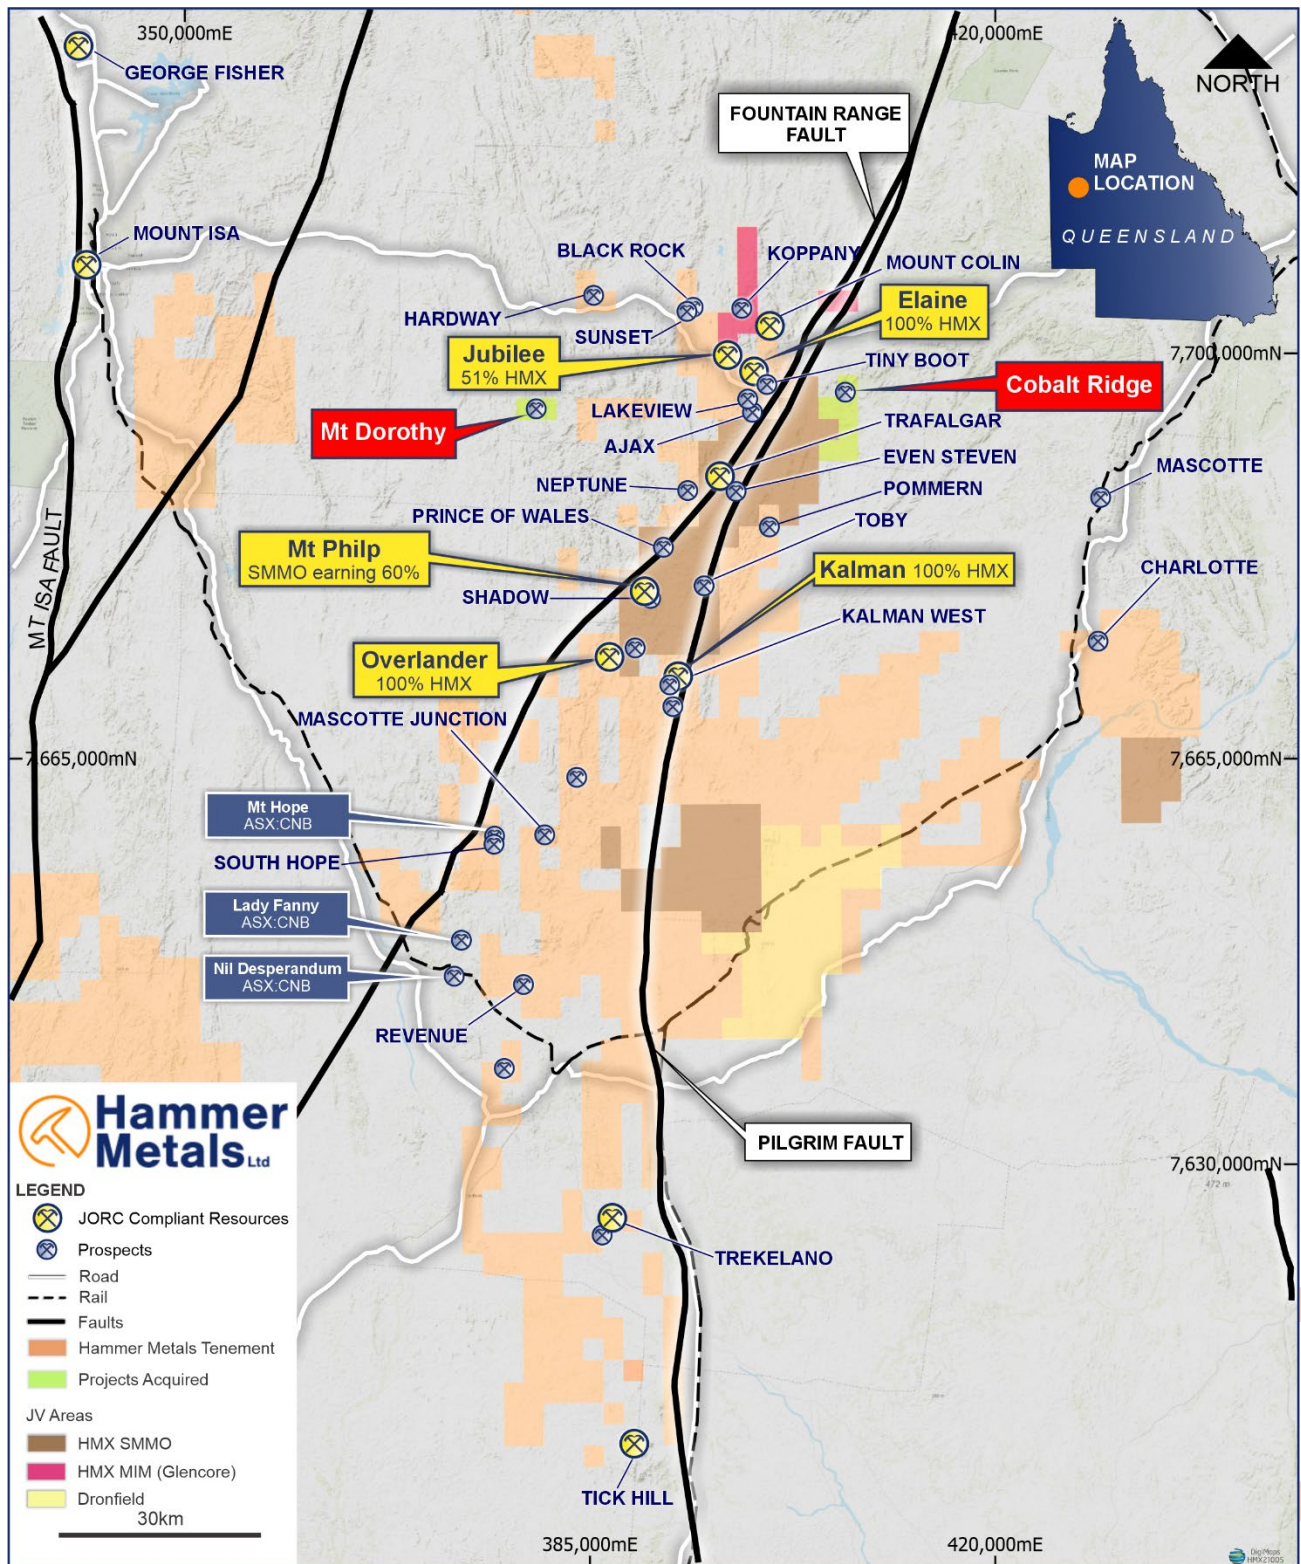 350,000mE
420,000mE
GEORGE FISHER
NORTH
FOUNTAIN RANGE
FAULT
MAP
LOCATION
QUEENSLAND
MOUNT ISA
BLACK ROCK
KOPPANY
MOUNT COLIN
HARDWAY
SUNSET
Elaine
100% HMX
Jubilee
51% HMX
7,700,000mN
TINY BOOT
Cobalt Ridge
LAKEVIEW
Mt Dorothy
AJAX
TRAFALGAR
EVEN STEVEN
MASCOTTE
NEPTUNE
POMMERN
PRINCE OF WALES
TOBY
MT ISA FAULT
Mt Philp
SMMO earning 60%
Kalman 100% HMX
CHARLOTTE
SHADOW
KALMAN WEST
Overlander
100% HMX
MASCOTTE JUNCTION
7,665,000mN
7,665,000mN
Mt Hope
ASX:CNB
SOUTH HOPE
Lady Fanny
ASX:CNB
Nil Desperandum
ASX:CNB
REVENUE
PILGRIM FAULT
7,630,000mN
472 m
TREKELANO
TICK HILL
385,000mE
420,000mE
Hammer
Metals Ltd
LEGEND
JORC Compliant Resources
Prospects
Road
Rail
Faults
Hammer Metals Tenement
Projects Acquired
JV Areas
HMX SMMO
HMX MIM (Glencore)
Dronfield
30km
DigiMaps
HMX21005